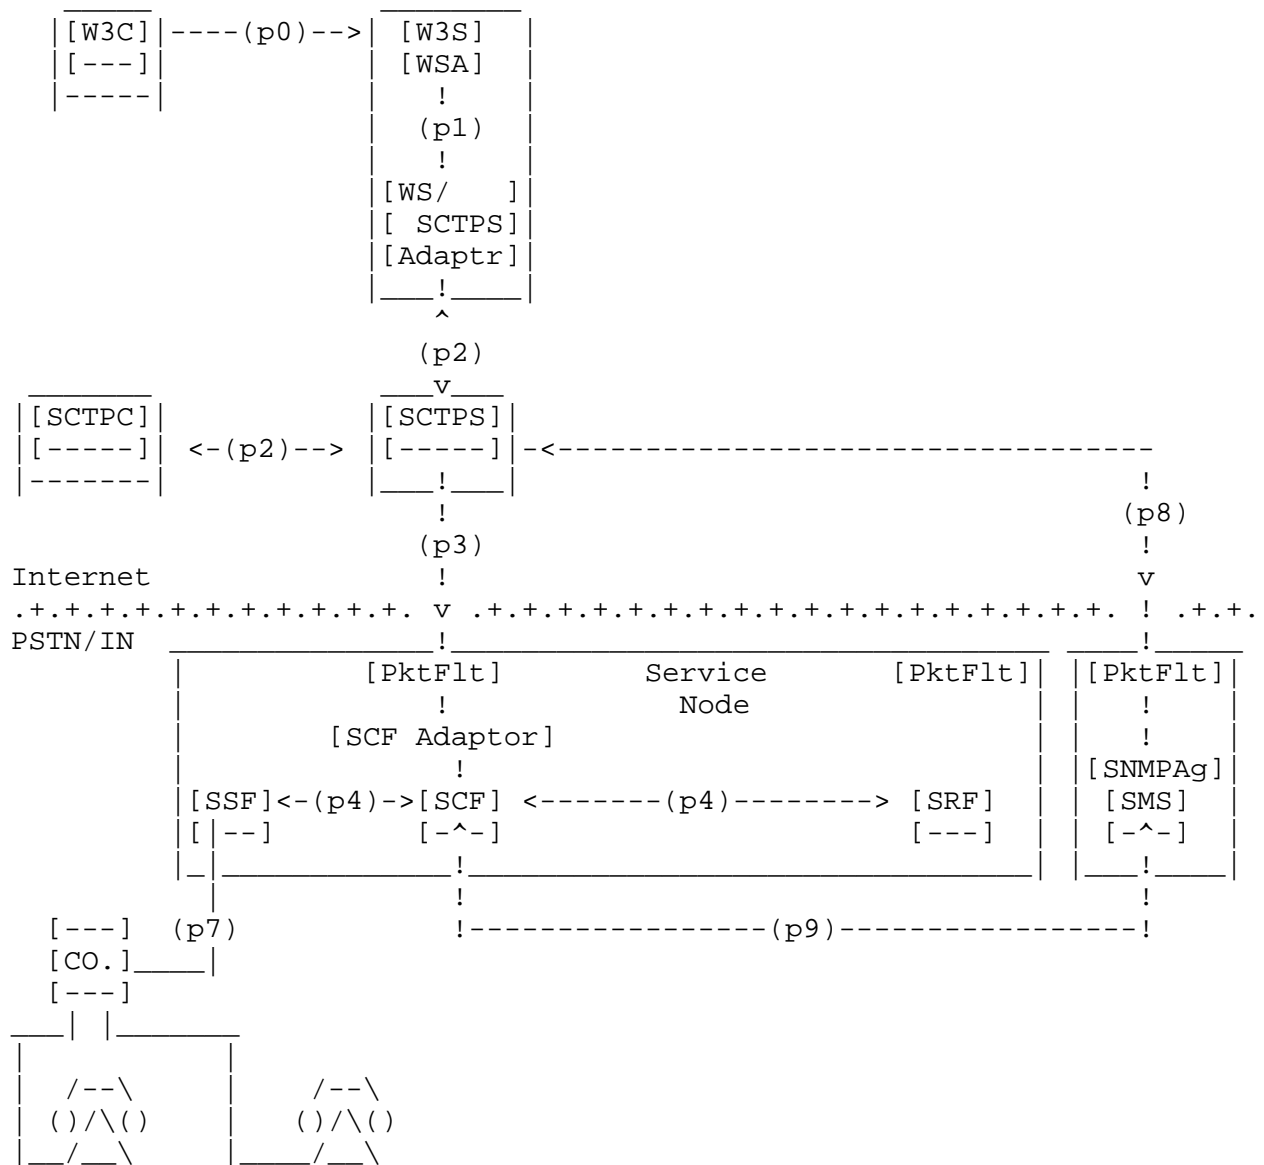 [W3C] ----(p0)--> [W3S]
[---] [WSA]
-----
(p1)
[WS/ ]
[ SCTPS]
[Adaptr]
(p2)
[SCTPC] [SCTPS]
[-----] <-(p2)--> [-----] -<----------------------------------
(p8)
(p3)
Internet
PSTN/IN
[PktFlt] Service [PktFlt] [PktFlt]
Node
[SCF Adaptor]
[SNMPAg]
[SSF]<-(p4)->[SCF] <-------(p4)--------> [SRF] [SMS]
[|--] [-^-] [---] [-^-]
[---] (p7) !-----------------(p9)-----------------!
[CO.]
[---]